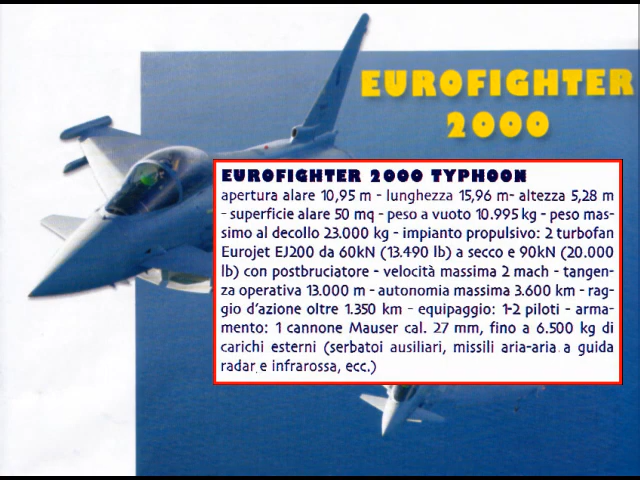 EUROFIGHTER
2000
EUROFIGHTER 2000 TYPHOON
apertura alare 10,95 m - lunghezza 15,96 m- altezza 5,28 m
- superficie alare 50 mq - peso a vuoto 10.995 kg - peso mas-
simo al decollo 23.000 kg - impianto propulsivo: 2 turbofan
Eurojet EJ200 da 60kN (13.490 lb) a secco e 90kN (20.000
lb) con postbruciatore - velocità massima 2 mach - tangen-
za operativa 13.000 m - autonomia massima 3.600 km - rag-
gio d'azione oltre 1.350 km - equipaggio: 1-2 piloti - arma-
mento: 1 cannone Mauser cal. 27 mm, fino a 6.500 kg di
carichi esterni (serbatoi ausiliari, missili aria-aria a guida
radar e infrarossa, ecc.)